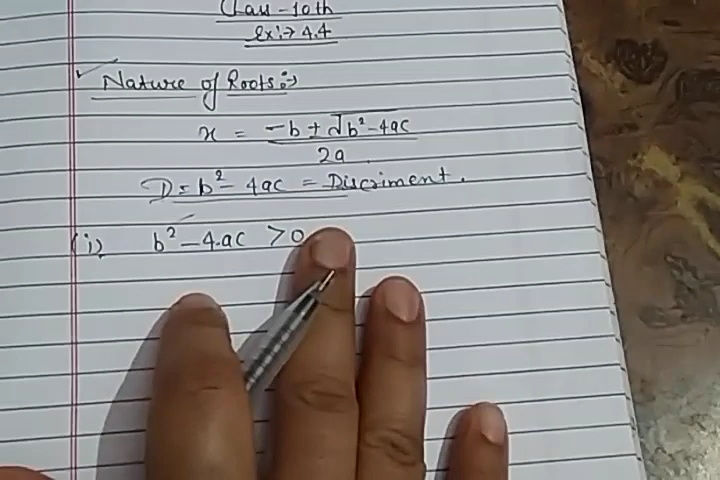 Class - 10th
Ex:→ 4.4
Nature of Roots:→
x = -b ± √b² - 4ac
2a
D = b² - 4ac = Discriment.
(i) b² - 4ac > 0